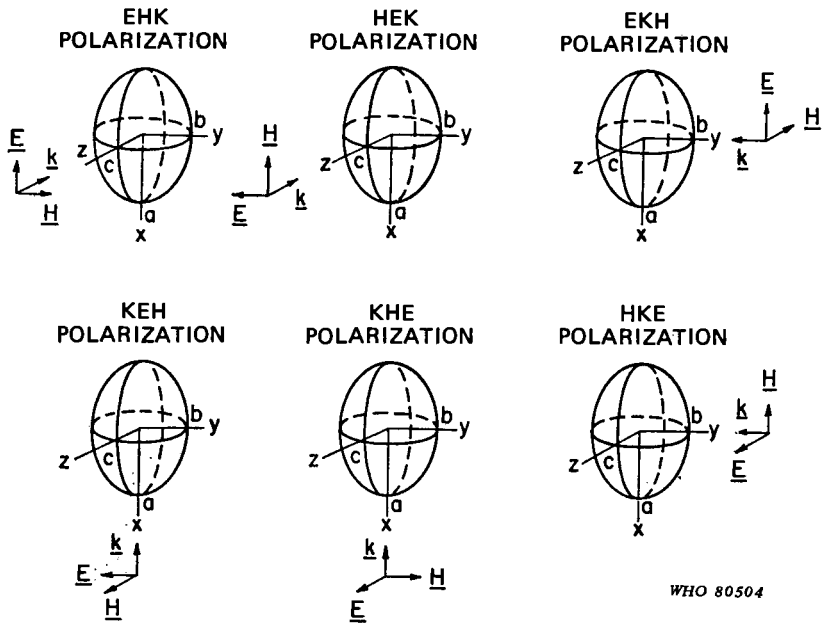 EHK
POLARIZATION
HEK
POLARIZATION
EKH
POLARIZATION
E
k
H
z
c
b
y
a
x
H
E
k
z
c
b
y
a
x
E
H
k
z
c
b
y
a
x
KEH
POLARIZATION
KHE
POLARIZATION
HKE
POLARIZATION
z
c
b
y
a
x
k
E
H
z
c
b
y
a
x
k
H
E
z
c
b
y
a
x
H
k
E
WHO 80504